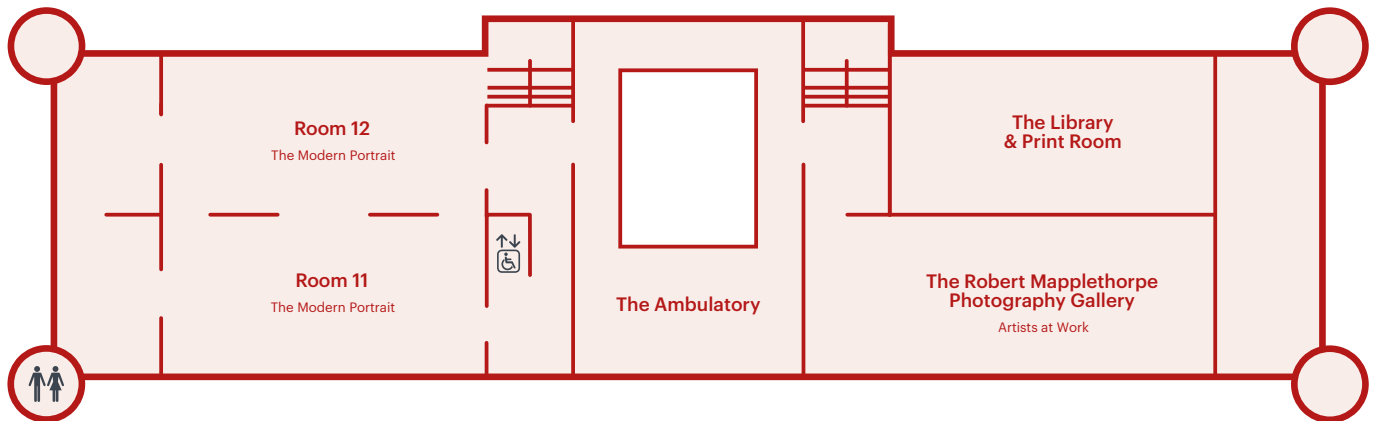 Room 12
The Modern Portrait
The Library
& Print Room
Room 11
The Modern Portrait
The Ambulatory
The Robert Mapplethorpe
Photography Gallery
Artists at Work